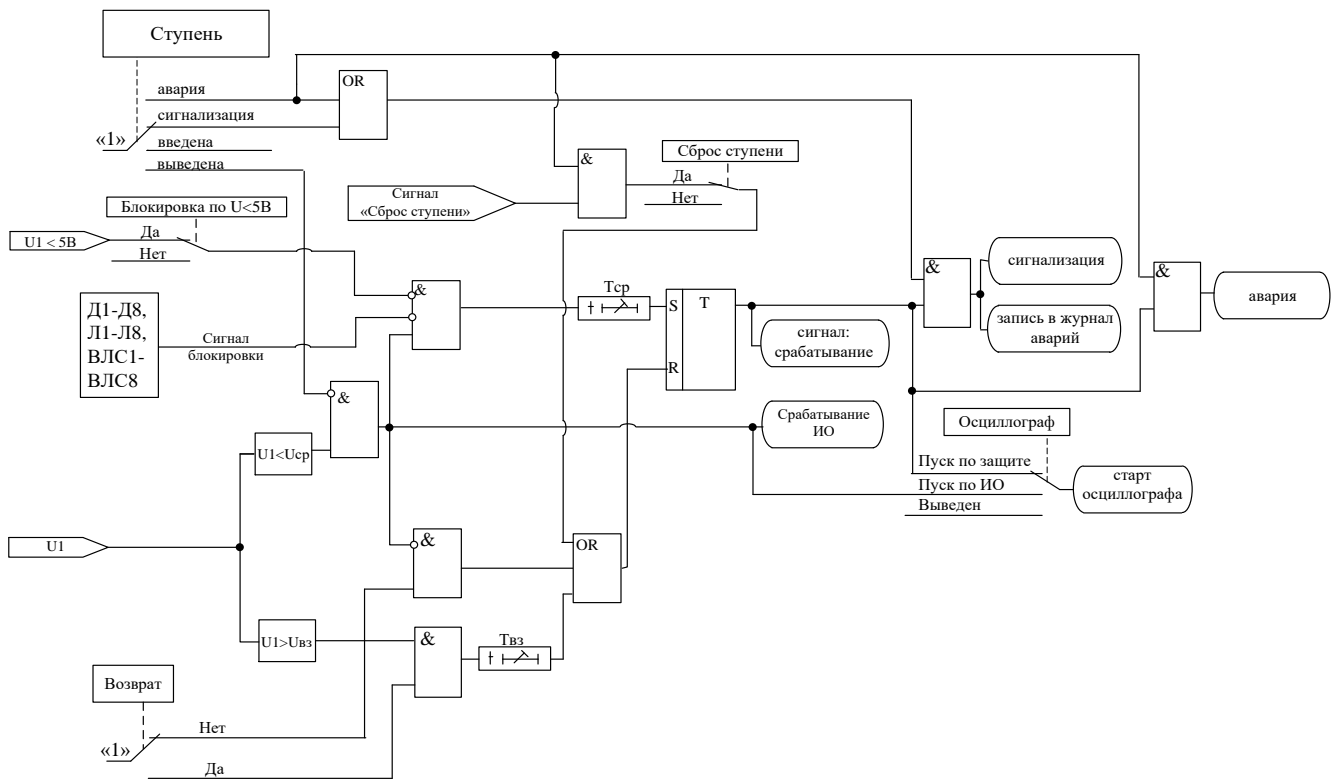 Ступень
авария
сигнализация
«1»
введена
выведена
OR
&
Сброс ступени
Да
Нет
Сигнал
«Сброс ступени»
Блокировка по U<5В
U1 < 5В
Да
Нет
Д1-Д8,
Л1-Л8,
ВЛС1-
ВЛС8
Сигнал
блокировки
&
Тср
S
T
R
сигнал:
срабатывание
&
сигнализация
запись в журнал
аварий
&
авария
&
U1<Uср
Срабатывание
ИО
Осциллограф
Пуск по защите
Пуск по ИО
Выведен
старт
осциллографа
U1
&
OR
U1>Uвз
&
Твз
Возврат
«1»
Нет
Да